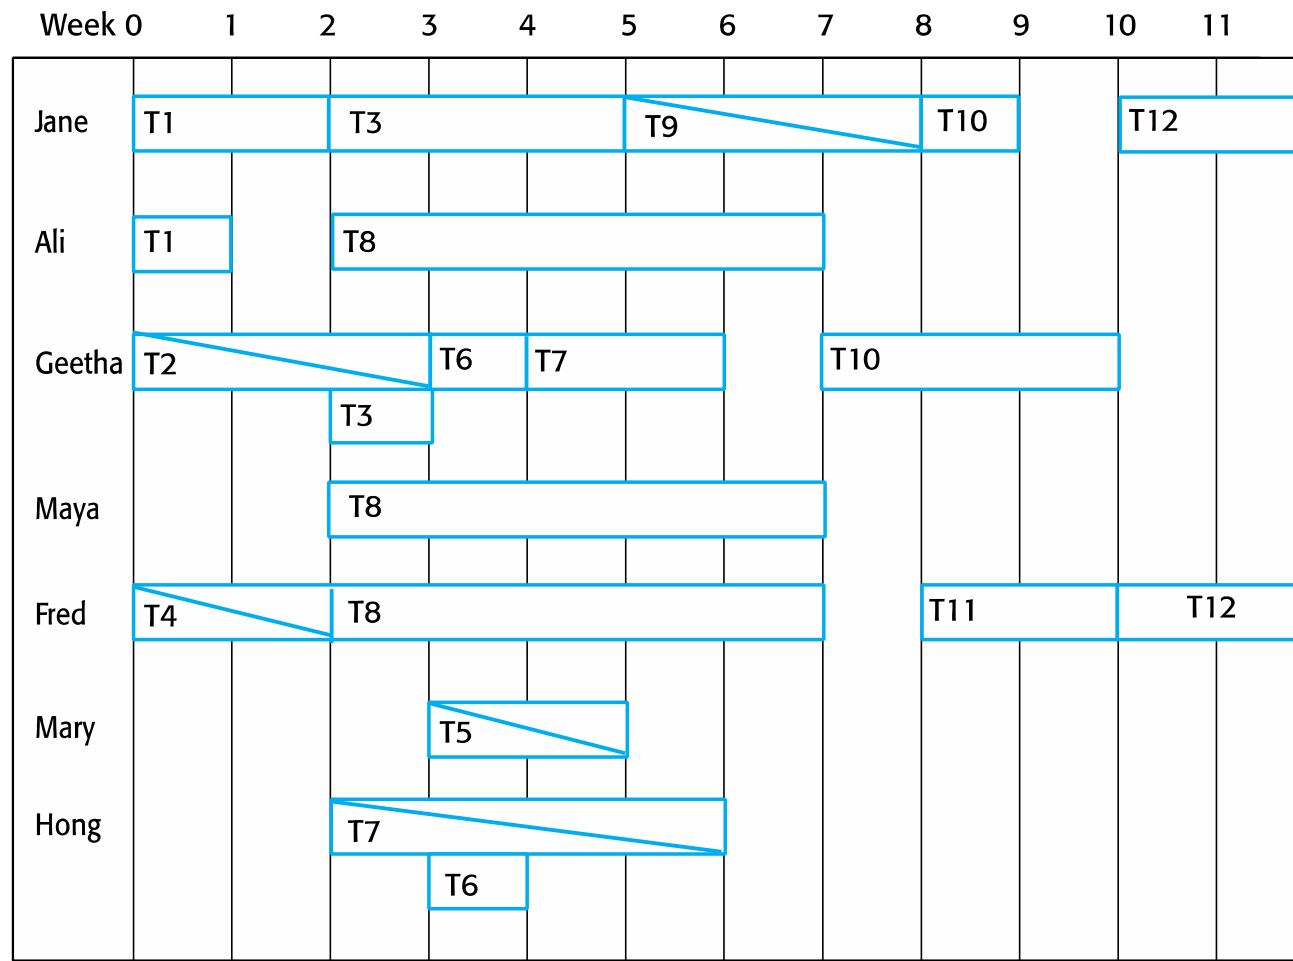 Week 0 1 2 3 4 5 6 7 8 9 10 11
Jane T1 T3 T9 T10 T12
Ali T1 T8
Geetha T2 T6 T7 T10
T3
Maya T8
Fred T4 T8 T11 T12
Mary T5
Hong T7
T6